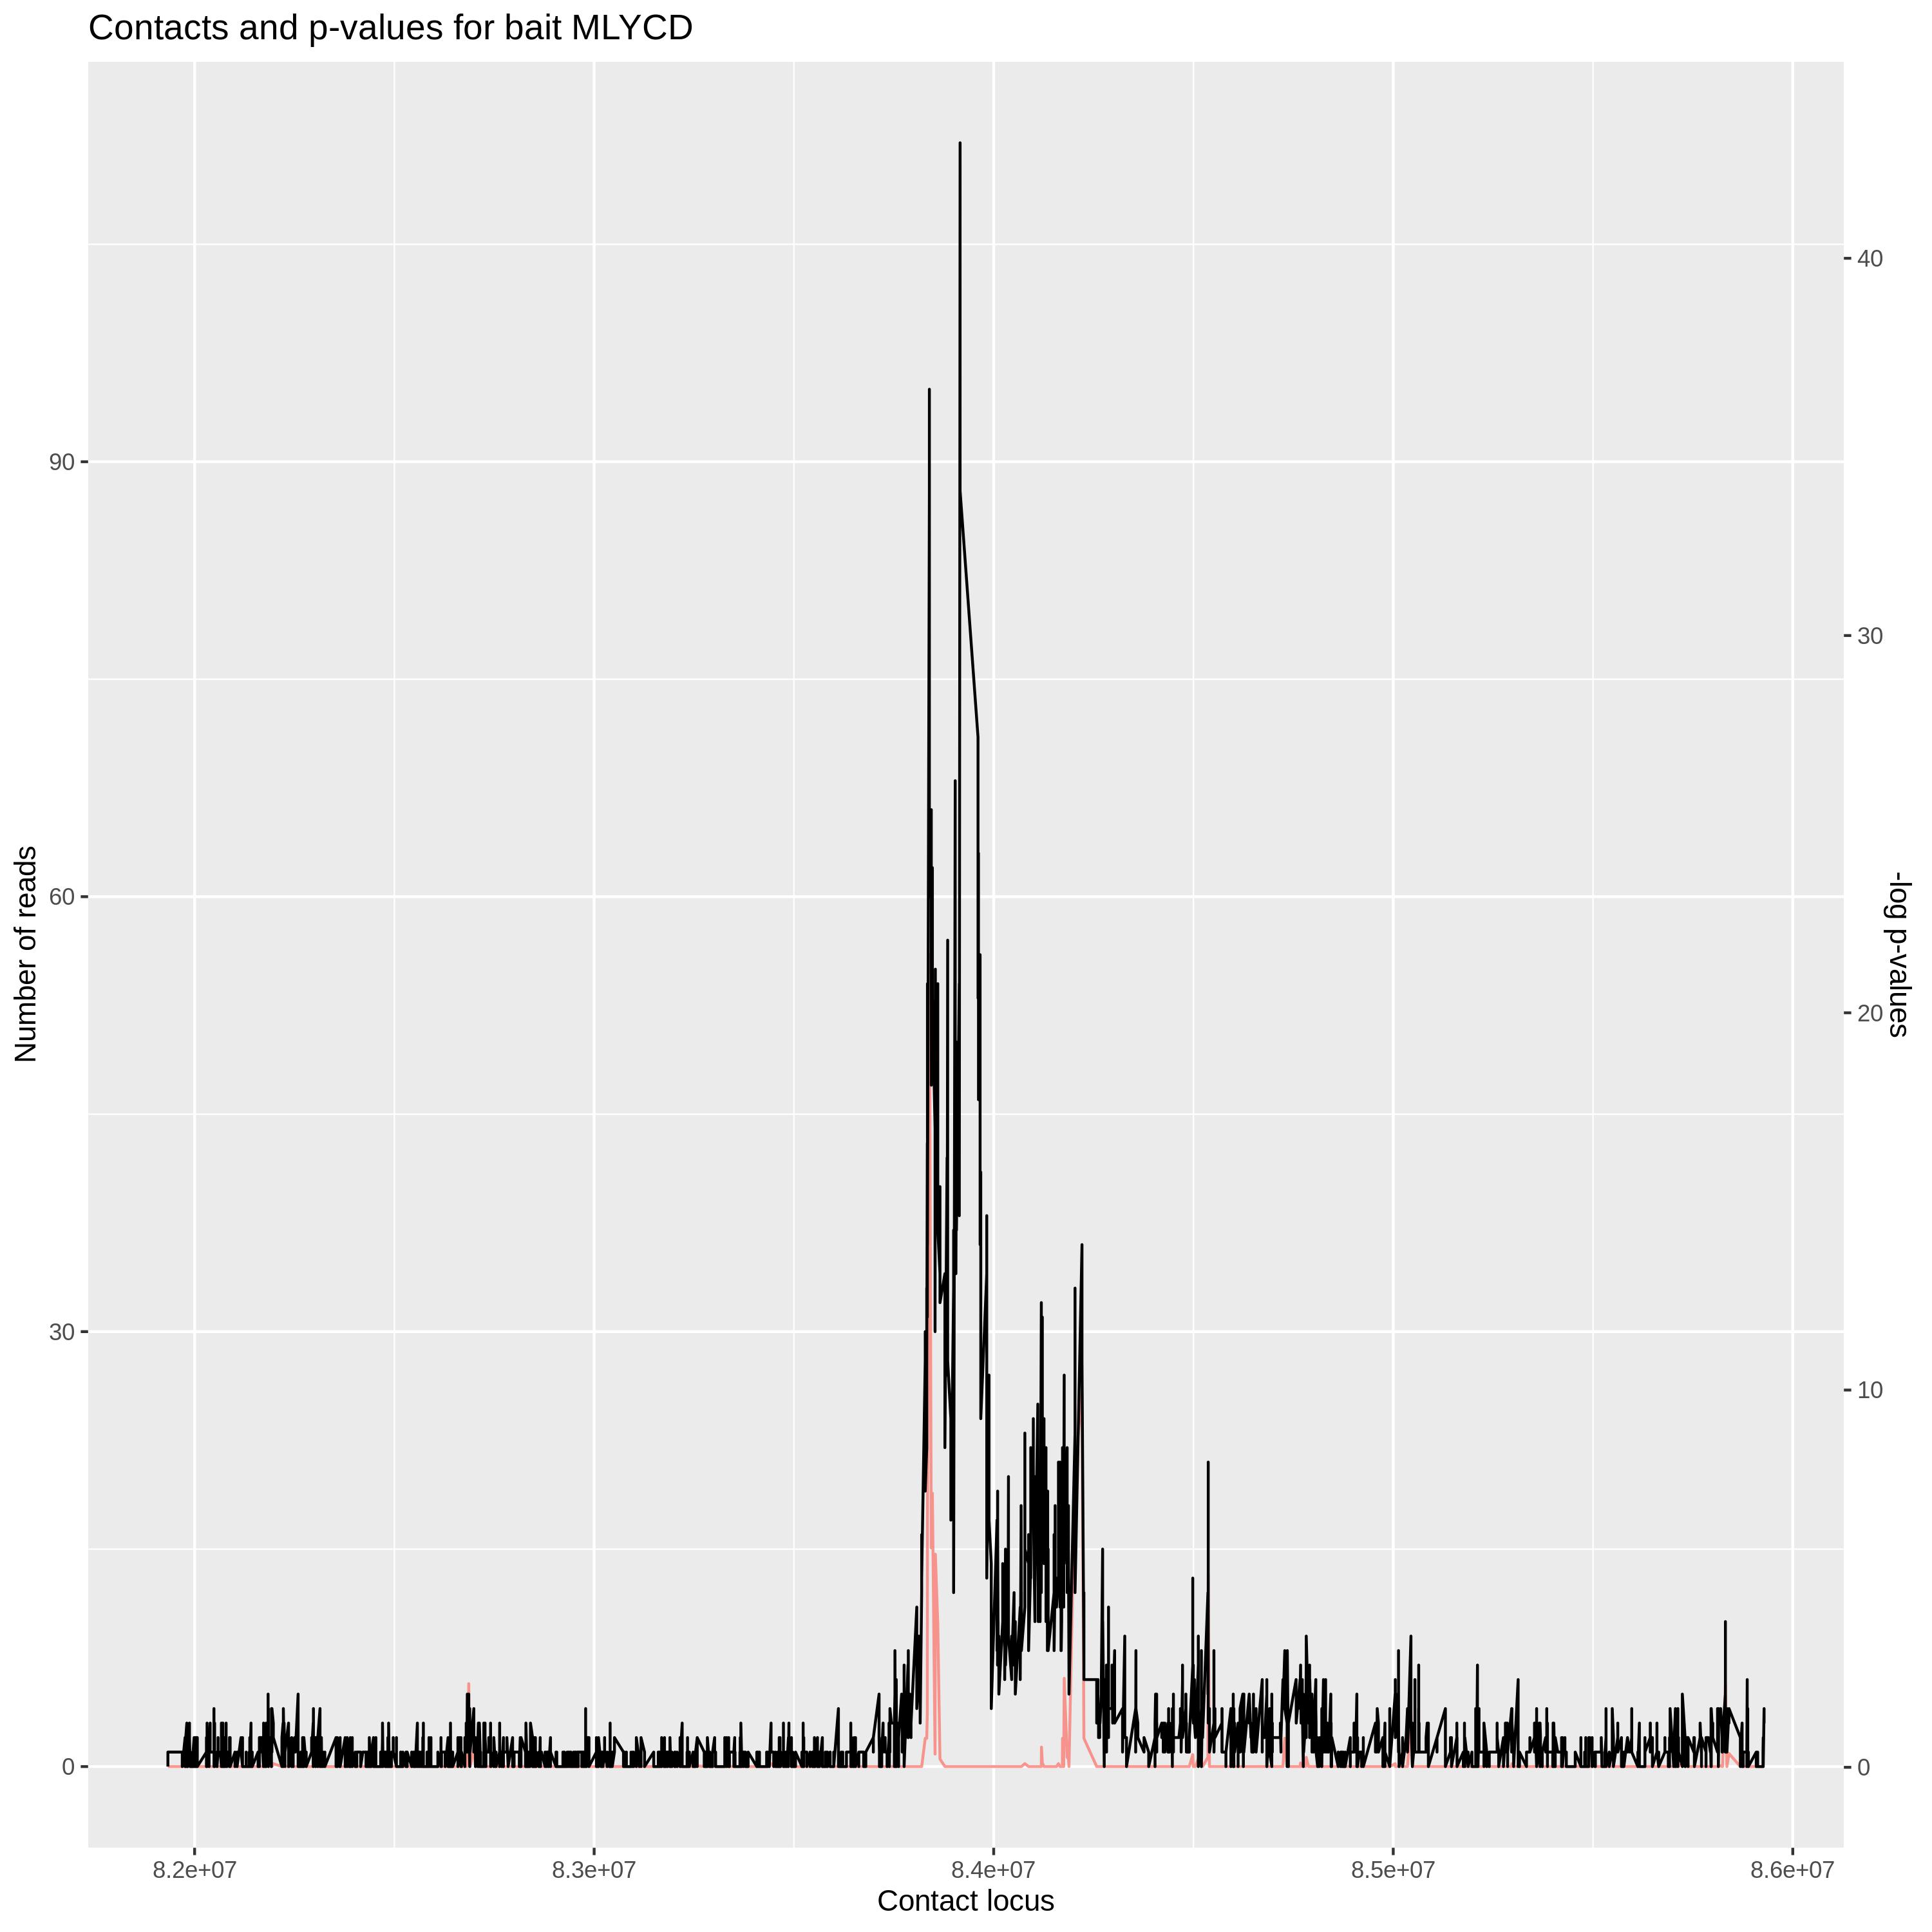 Contacts and p-values for bait MLYCD
Number of reads
90
60
30
0
40
30
20
10
0
-log p-values
8.2e+07
8.3e+07
8.4e+07
8.5e+07
8.6e+07
Contact locus